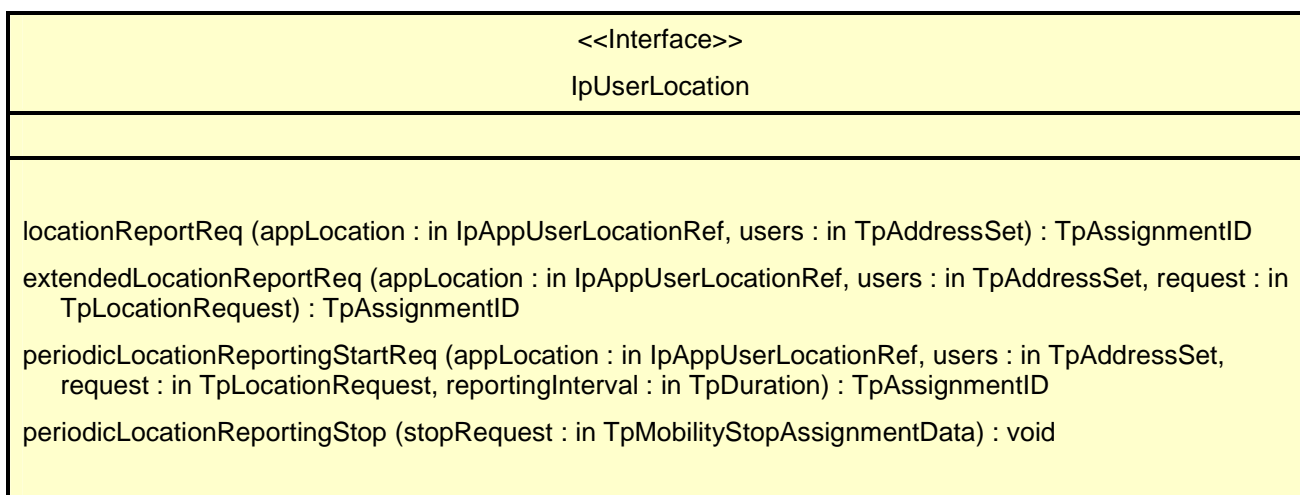 <<Interface>>
IpUserLocation
locationReportReq (appLocation : in IpAppUserLocationRef, users : in TpAddressSet) : TpAssignmentID
extendedLocationReportReq (appLocation : in IpAppUserLocationRef, users : in TpAddressSet, request : in
TpLocationRequest) : TpAssignmentID
periodicLocationReportingStartReq (appLocation : in IpAppUserLocationRef, users : in TpAddressSet,
request : in TpLocationRequest, reportingInterval : in TpDuration) : TpAssignmentID
periodicLocationReportingStop (stopRequest : in TpMobilityStopAssignmentData) : void